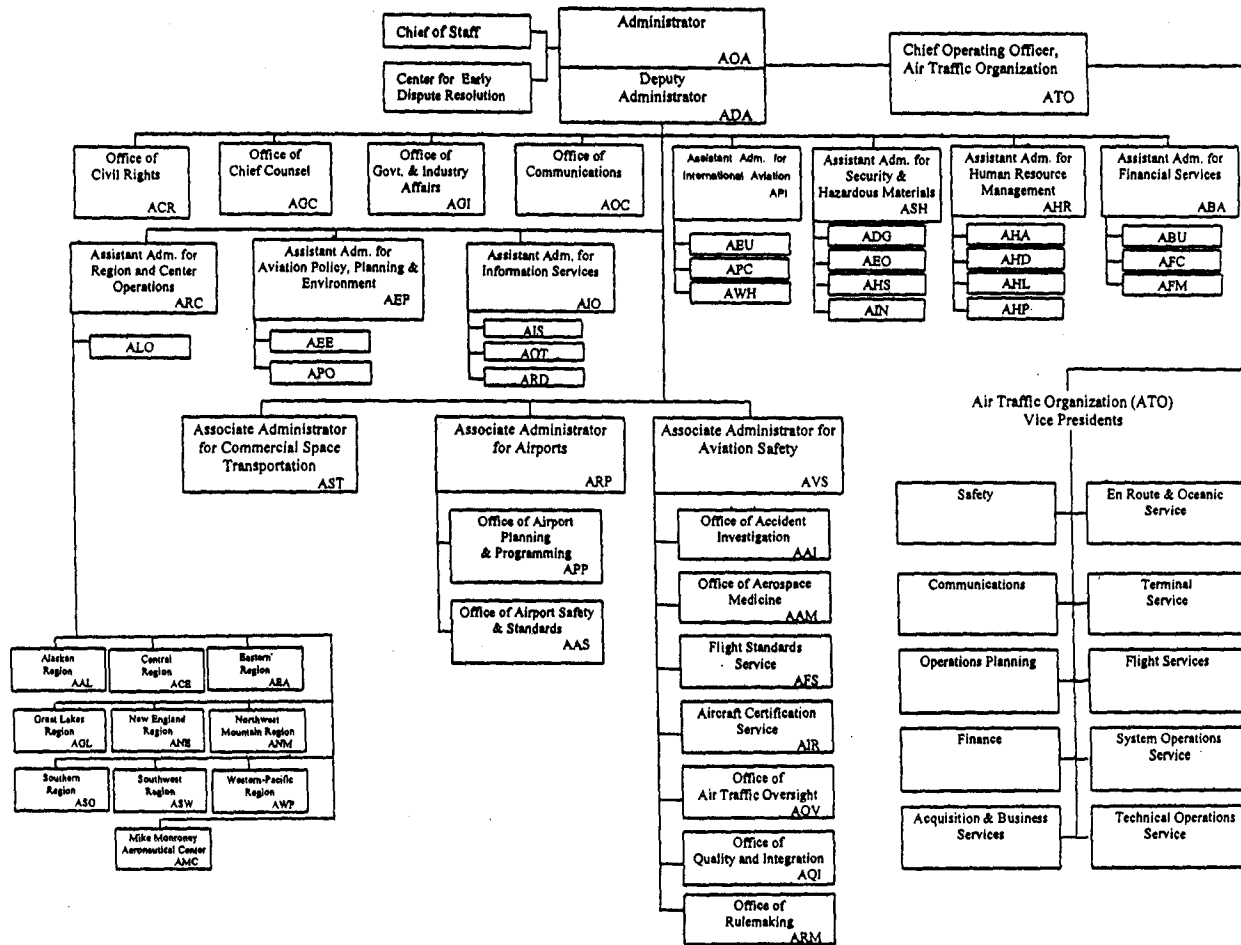 Administrator
AOA
Chief of Staff
Center for Early
Dispute Resolution
Deputy
Administrator
ADA
Chief Operating Officer,
Air Traffic Organization
ATO
Office of
Civil Rights
ACR
Office of
Chief Counsel
AGC
Office of
Govt. & Industry
Affairs
AGI
Office of
Communications
AOC
Assistant Adm. for
International Aviation
API
AEU
APC
AWH
Assistant Adm. for
Security &
Hazardous Materials
ASH
ADG
AEO
AHS
AIN
Assistant Adm. for
Human Resource
Management
AHR
AHA
AHD
AHL
AHP
Assistant Adm. for
Financial Services
ABA
ABU
AFC
AFM
Assistant Adm. for
Region and Center
Operations
ARC
ALO
Assistant Adm. for
Aviation Policy, Planning &
Environment
AEP
AEE
APO
Assistant Adm. for
Information Services
AIO
AIS
AOT
ARD
Associate Administrator
for Commercial Space
Transportation
AST
Associate Administrator
for Airports
ARP
Office of Airport
Planning
& Programming
APP
Office of Airport Safety
& Standards
AAS
Associate Administrator for
Aviation Safety
AVS
Office of Accident
Investigation
AAI
Office of Aerospace
Medicine
AAM
Flight Standards
Service
AFS
Aircraft Certification
Service
AIR
Office of
Air Traffic Oversight
AOV
Office of
Quality and Integration
AQI
Office of
Rulemaking
ARM
Air Traffic Organization (ATO)
Vice Presidents
Safety
En Route & Oceanic
Service
Communications
Terminal
Service
Operations Planning
Flight Services
Finance
System Operations
Service
Acquisition & Business
Services
Technical Operations
Service
Alaskan
Region
AAL
Central
Region
ACE
Eastern
Region
AEA
Great Lakes
Region
AGL
New England
Region
ANE
Northwest
Mountain Region
ANM
Southern
Region
ASO
Southwest
Region
ASW
Western-Pacific
Region
AWP
Mike Monroney
Aeronautical Center
AMC